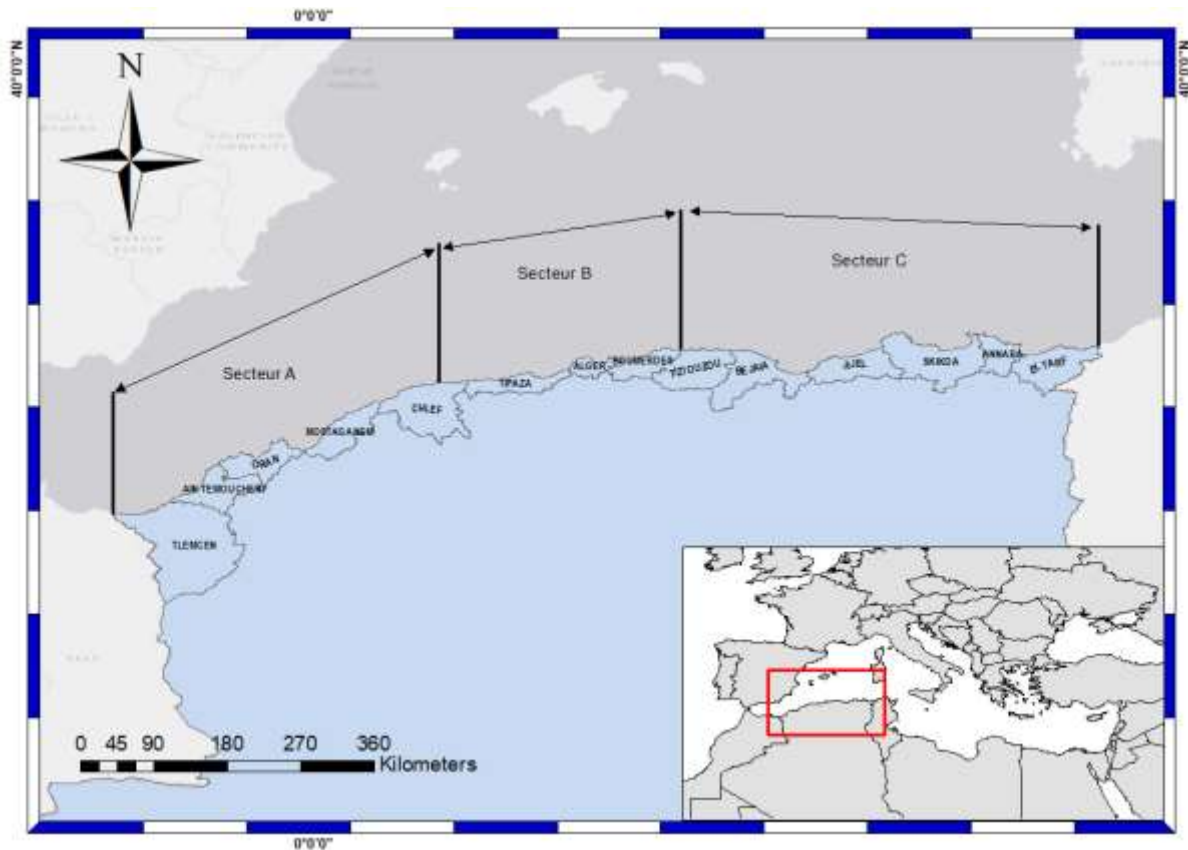 0°0'0"
40°0'0"N
40°0'0"N
N
Secteur B
Secteur C
Secteur A
ALGER
BOUMERDES
TIZI OUZOU
BEJAIA
JIJEL
SKIKDA
ANNABA
EL TARF
TIPAZA
CHLEF
MOSTAGANEM
ORAN
AIN TEMOUCHENT
TLEMCEN
0 45 90 180 270 360
Kilometers
0°0'0"